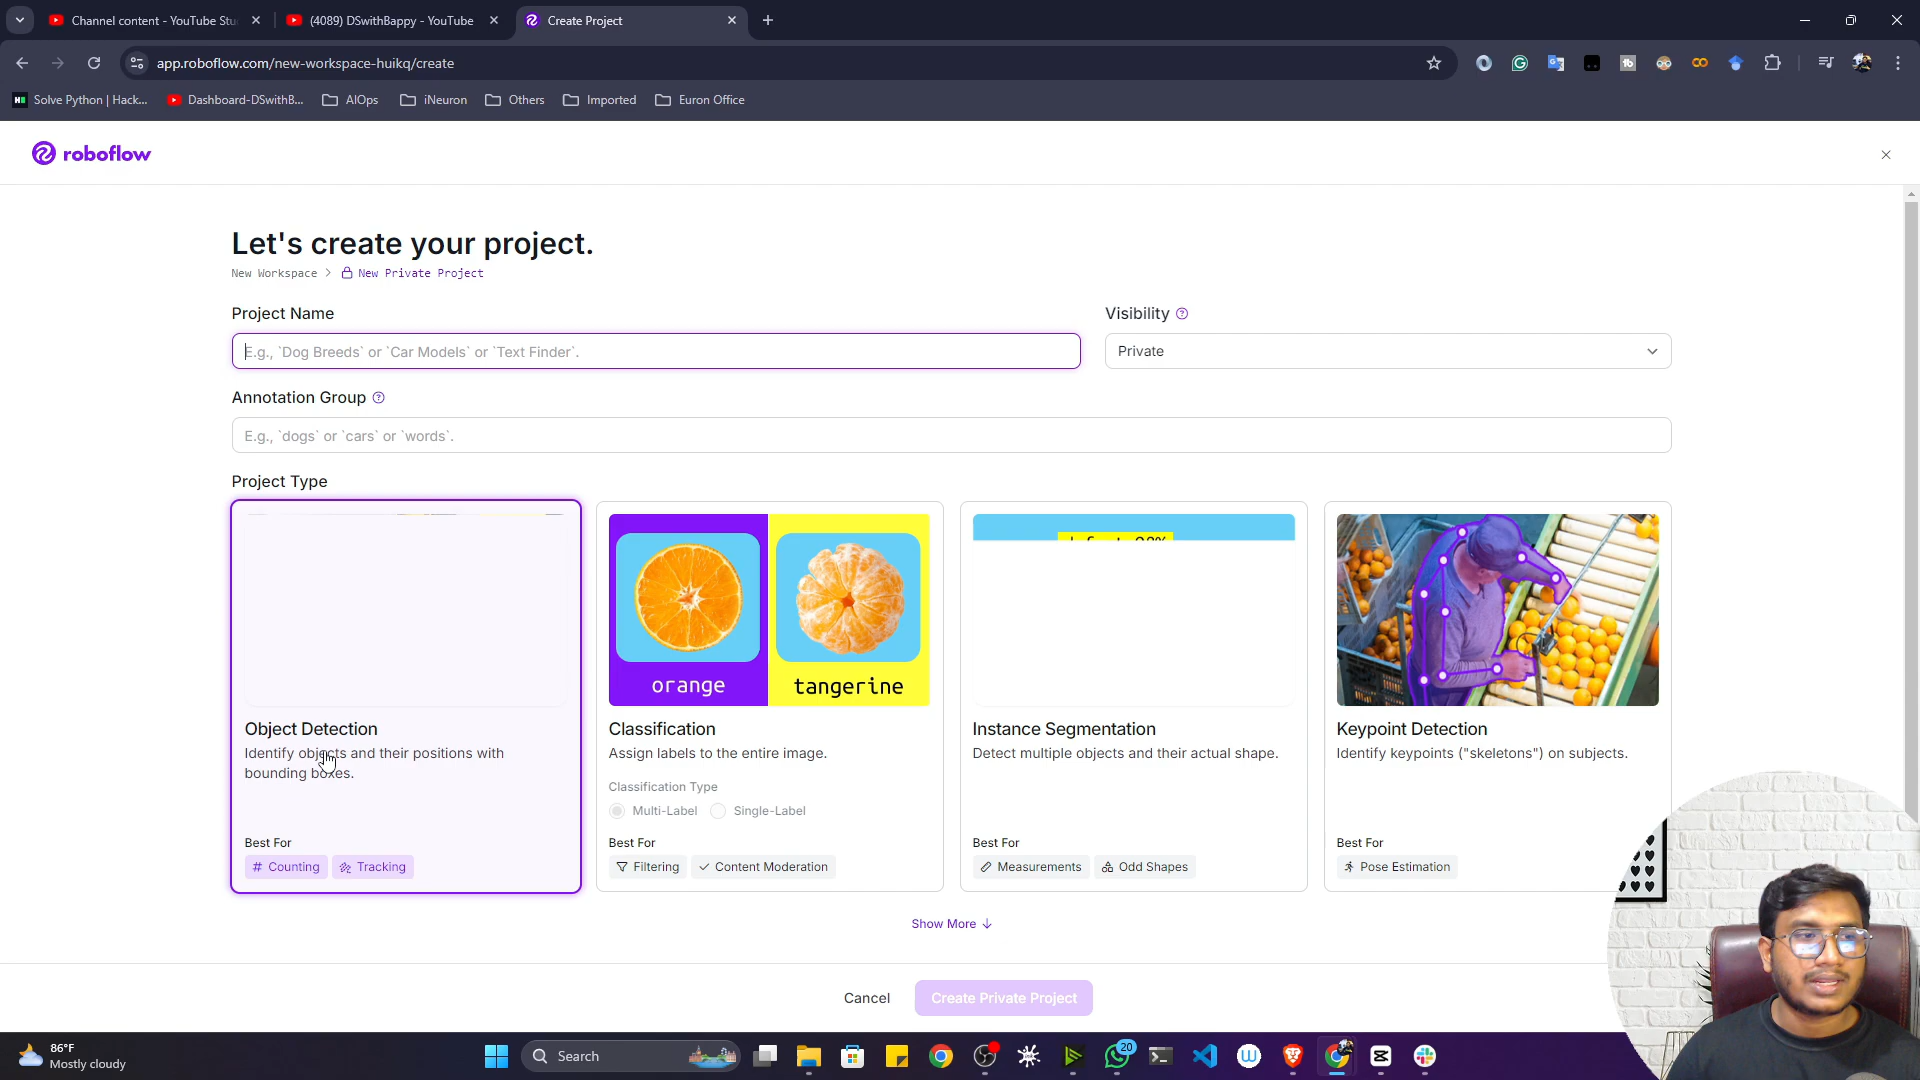 Channel content - YouTube Stu
(4089) DSwithBappy - YouTube
Create Project
app.roboflow.com/new-workspace-huikq/create
Solve Python | Hack...
Dashboard-DSwithB...
AIOps
iNeuron
Others
Imported
Euron Office
roboflow
Let's create your project.
New Workspace > New Private Project
Project Name
Visibility
E.g., `Dog Breeds` or `Car Models` or `Text Finder`.
Private
Annotation Group
E.g., `dogs` or `cars` or `words`.
Project Type
orange
tangerine
Object Detection
Identify objects and their positions with
bounding boxes.
Best For
# Counting
Tracking
Classification
Assign labels to the entire image.
Classification Type
Multi-Label
Single-Label
Best For
Filtering
Content Moderation
Instance Segmentation
Detect multiple objects and their actual shape.
Best For
Measurements
Odd Shapes
Keypoint Detection
Identify keypoints ("skeletons") on subjects.
Best For
Pose Estimation
Show More ↓
Cancel
Create Private Project
86°F
Mostly cloudy
Search
20